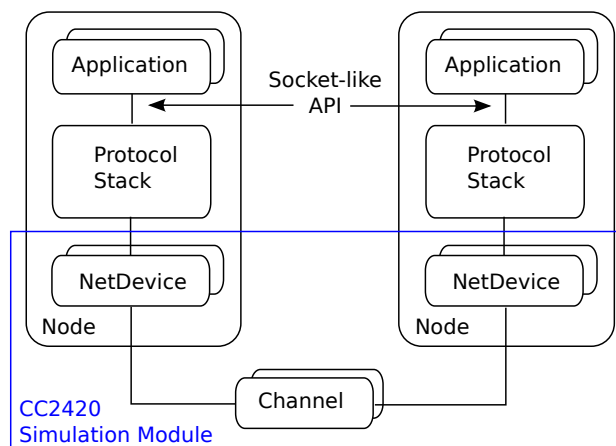 Application
Application
Socket-like
API
Protocol
Stack
Protocol
Stack
NetDevice
NetDevice
Node
Node
Channel
CC2420
Simulation Module